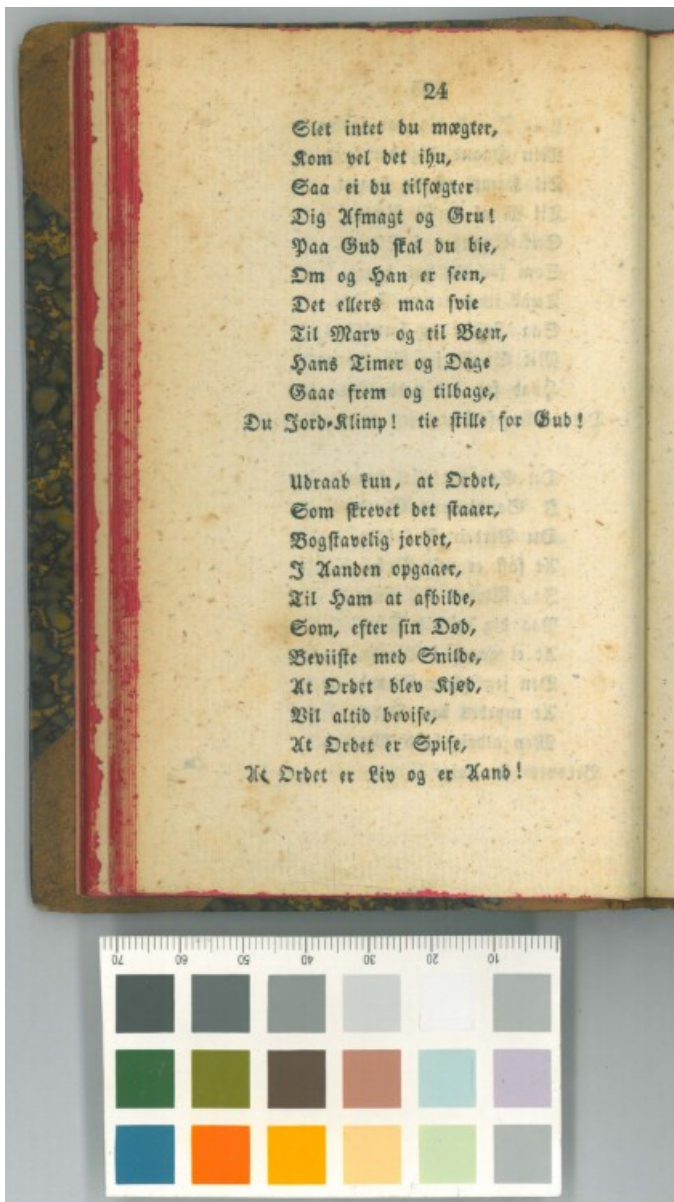 24
Slet intet du mægter,
Kom vel det ihu,
Saa ei du tilfægter
Dig Afmagt og Gru!
Paa Gud skal du bie,
Om og Han er seen,
Det ellers maa svie
Til Marv og til Been,
Hans Timer og Dage
Gaae frem og tilbage,
Du Jord-Klimp! tie stille for Gud!
Udraab kun, at Ordet,
Som skrevet det staaer,
Bogstavelig jordet,
I Aanden opgaaer,
Til Ham at afbilde,
Som, efter sin Død,
Beviiste med Snilde,
At Ordet blev Kjød,
Vil altid bevise,
At Ordet er Spise,
At Ordet er Liv og er Aand!
70 60 50 40 30 20 10